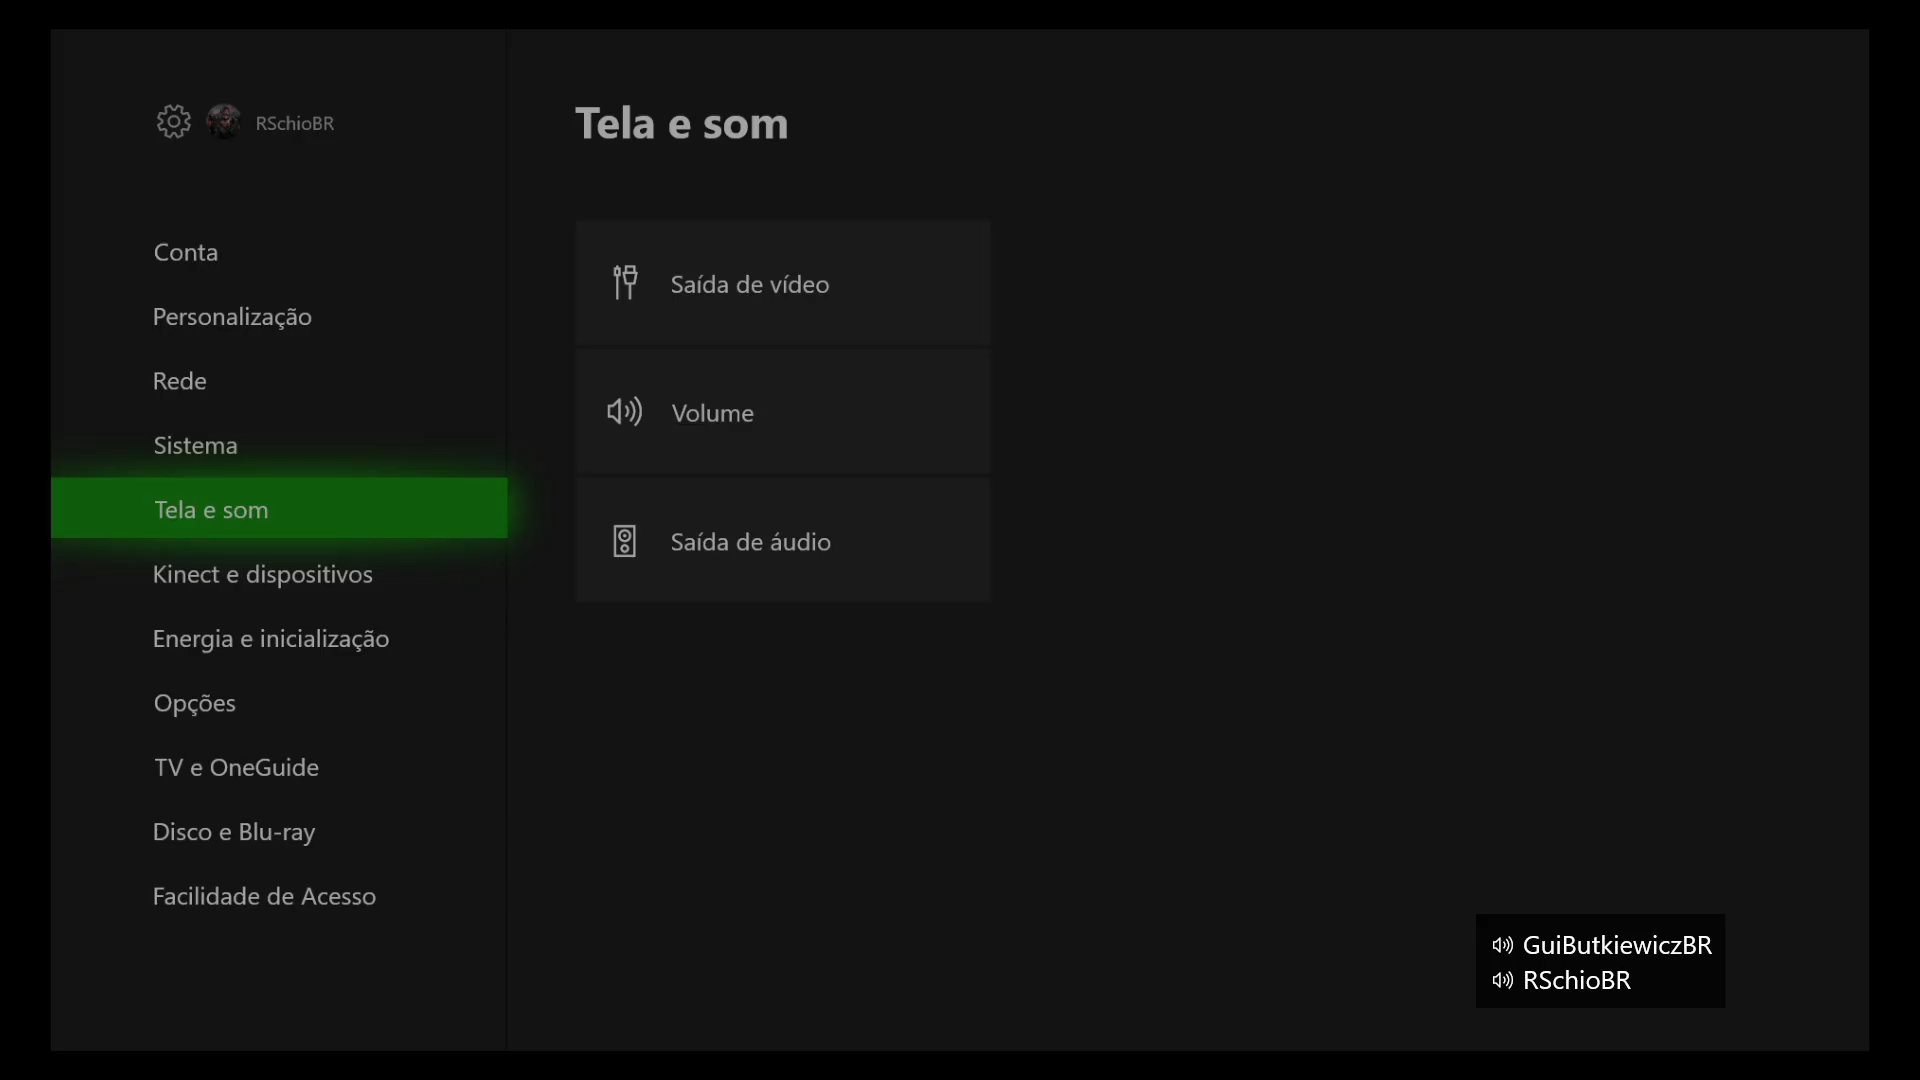 RSchioBR
Conta
Personalização
Rede
Sistema
Tela e som
Kinect e dispositivos
Energia e inicialização
Opções
TV e OneGuide
Disco e Blu-ray
Facilidade de Acesso
Tela e som
Saída de vídeo
Volume
Saída de áudio
GuiButkiewiczBR
RSchioBR